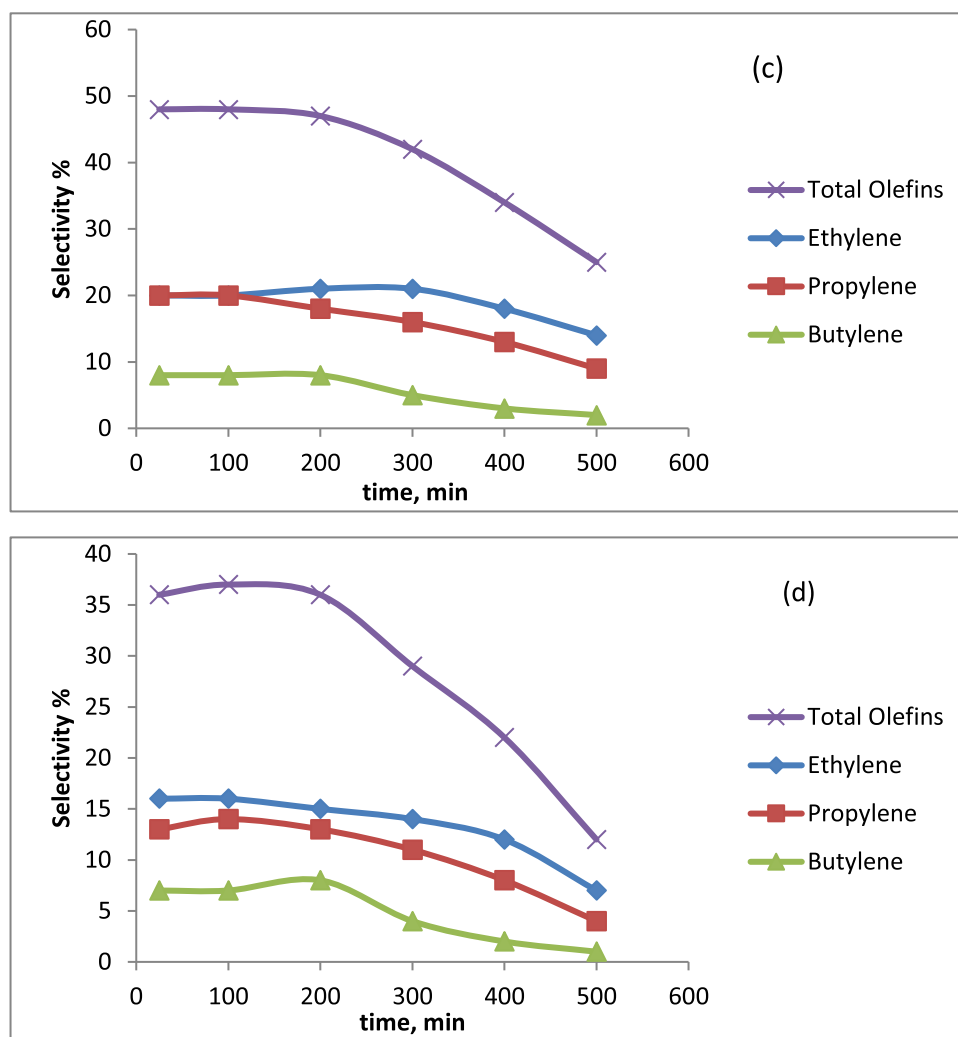 (c)
Selectivity %
60
50
40
30
20
10
0
0 100 200 300 400 500 600
time, min
Total Olefins
Ethylene
Propylene
Butylene
(d)
Selectivity %
40
35
30
25
20
15
10
5
0
0 100 200 300 400 500 600
time, min
Total Olefins
Ethylene
Propylene
Butylene